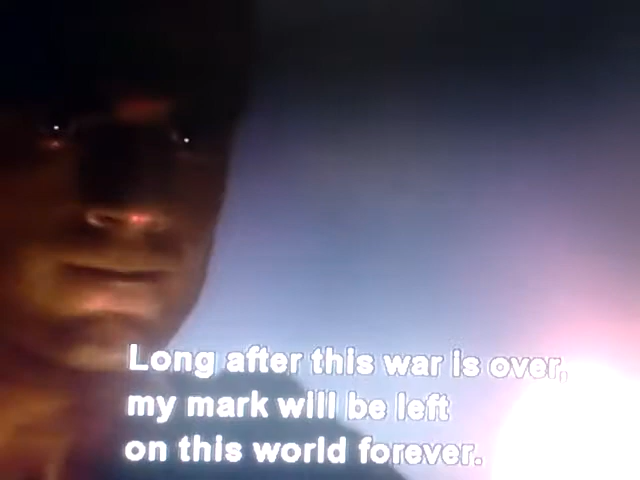 Long after this war is over,
my mark will be left
on this world forever.